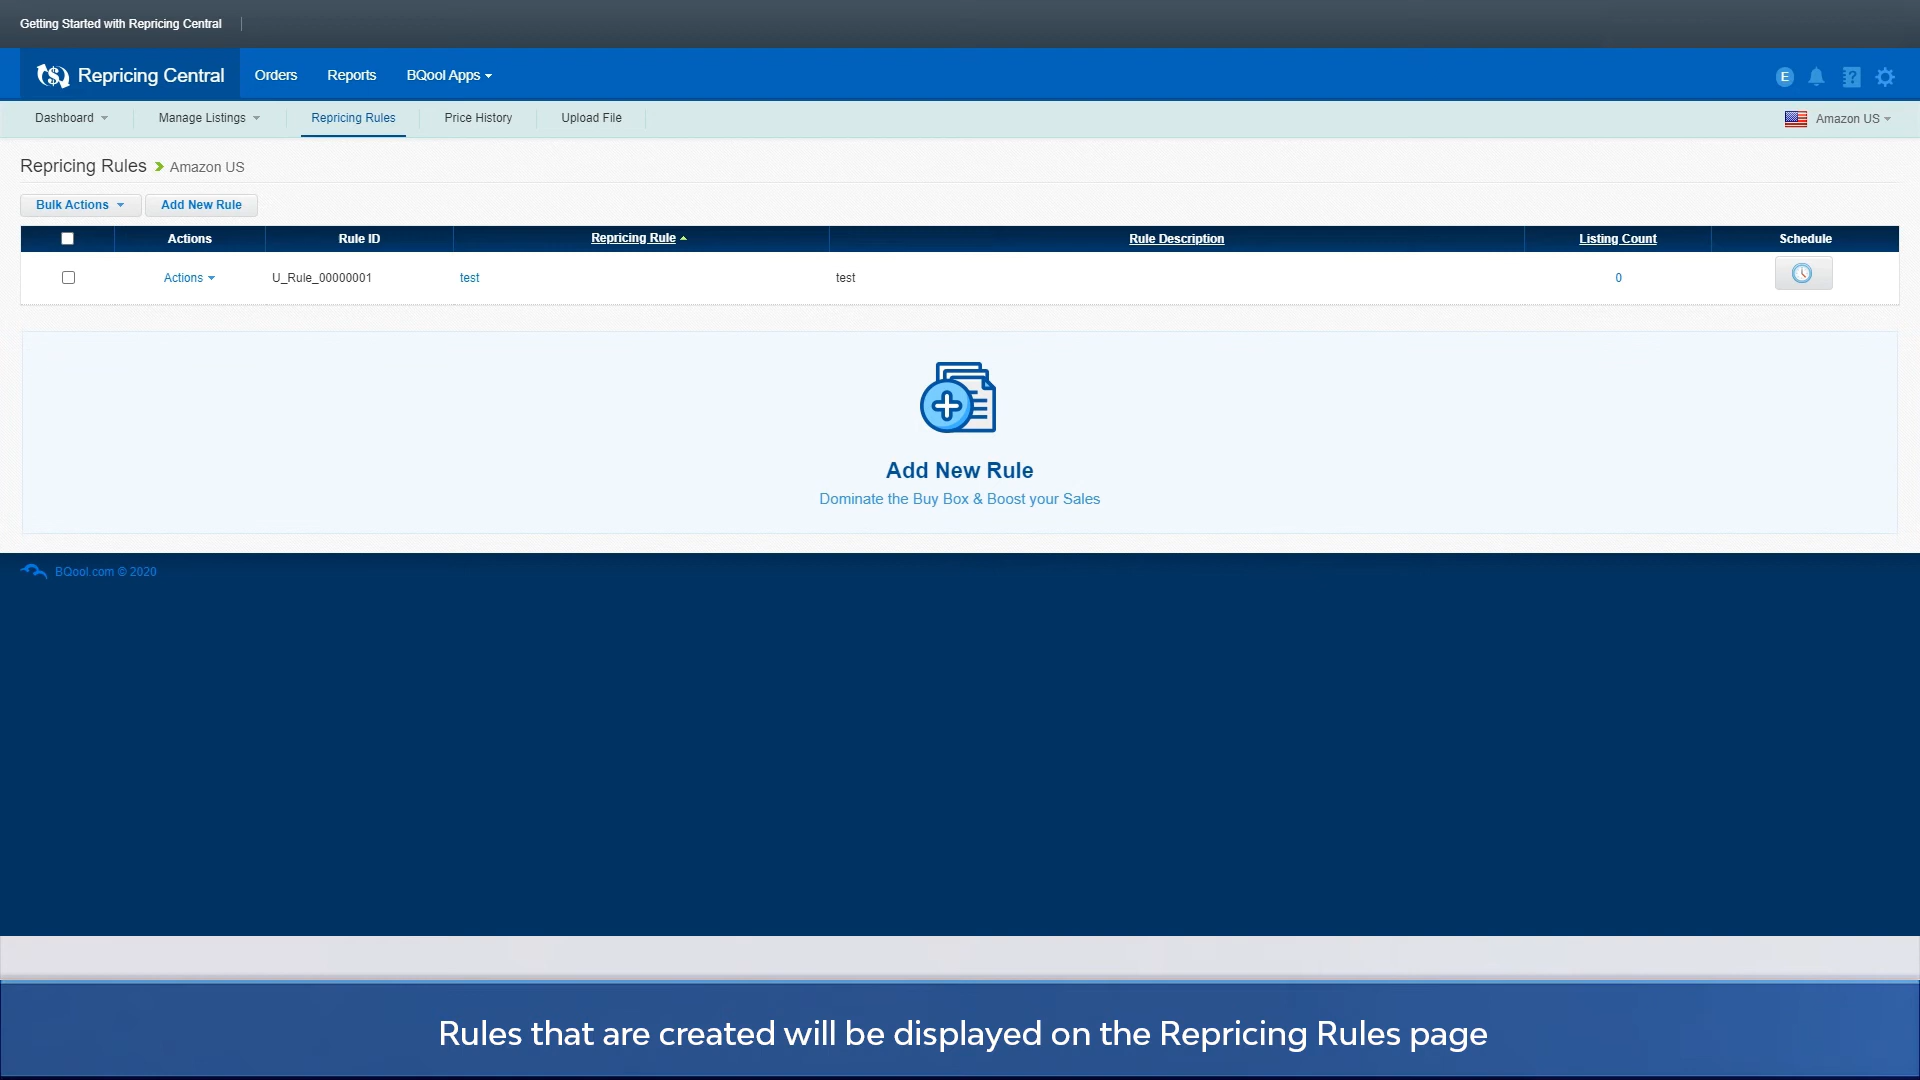 Getting Started with Repricing Central
Repricing Central Orders Reports BQool Apps E
Dashboard Manage Listings Repricing Rules Price History Upload File Amazon US
Repricing Rules Amazon US
Bulk Actions Add New Rule
Actions Rule ID Repricing Rule Rule Description Listing Count Schedule
Actions U_Rule_00000001 test test 0
Add New Rule
Dominate the Buy Box & Boost your Sales
BQool.com © 2020
Rules that are created will be displayed on the Repricing Rules page